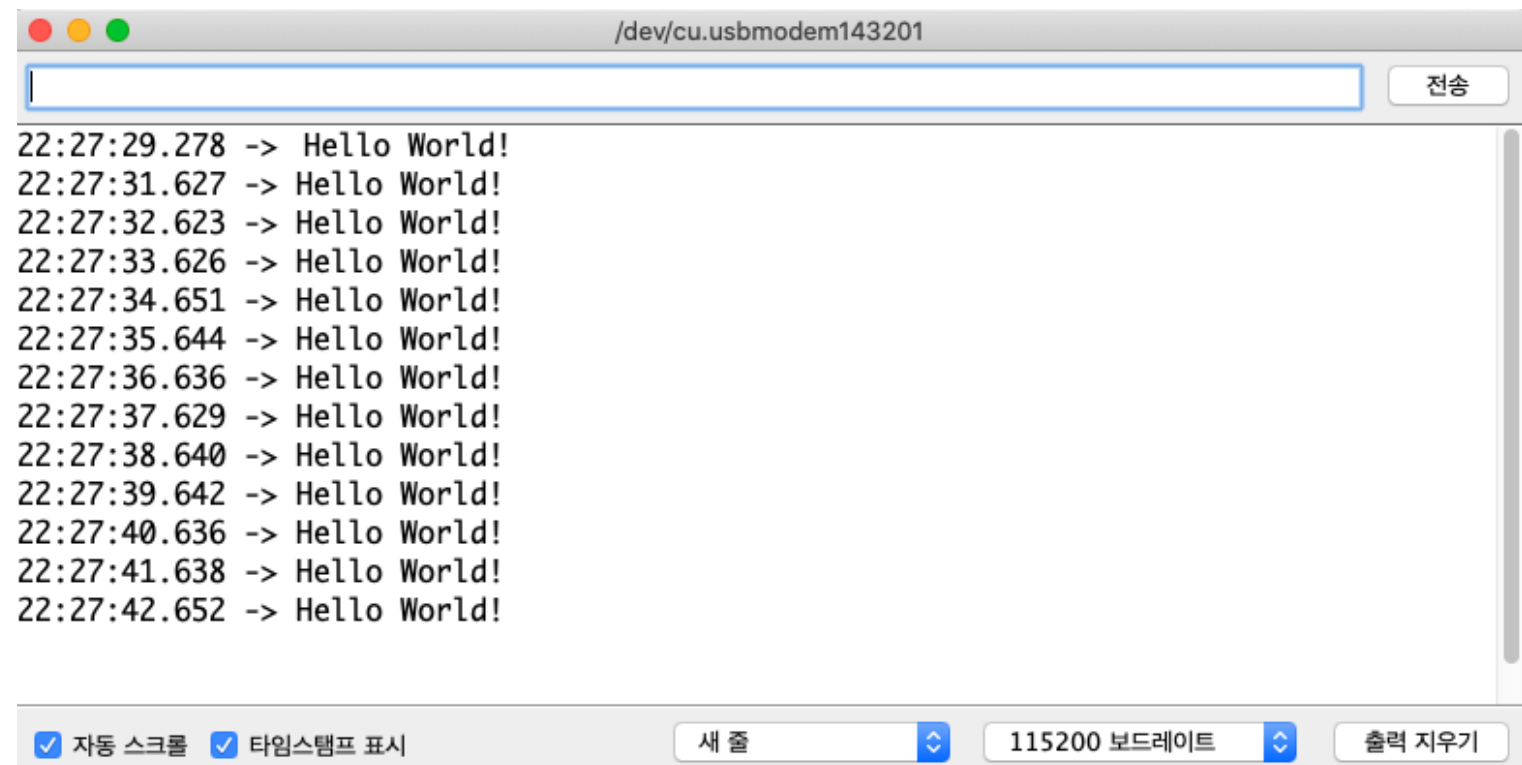 /dev/cu.usbmodem143201
전송
22:27:29.278 ->  Hello World!
22:27:31.627 -> Hello World!
22:27:32.623 -> Hello World!
22:27:33.626 -> Hello World!
22:27:34.651 -> Hello World!
22:27:35.644 -> Hello World!
22:27:36.636 -> Hello World!
22:27:37.629 -> Hello World!
22:27:38.640 -> Hello World!
22:27:39.642 -> Hello World!
22:27:40.636 -> Hello World!
22:27:41.638 -> Hello World!
22:27:42.652 -> Hello World!
자동 스크롤 타임스탬프 표시 새 줄 115200 보드레이트 출력 지우기